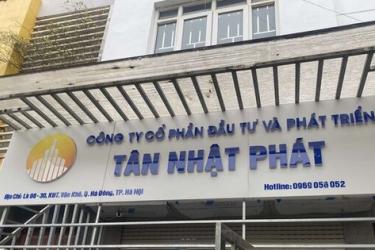 CÔNG TY CỔ PHẦN ĐẦU TƯ VÀ PHÁT TRIỂN
TÂN NHẬT PHÁT
Địa Chỉ: Lô 08 - 30, KĐT, Văn Khê, Q. Hà Đông, TP. Hà Nội
Hotline: 0969 058 052